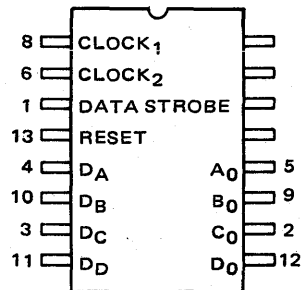 8 CLOCK1
6 CLOCK2
1 DATA STROBE
13 RESET
4 DA A0 5
10 DB B0 9
3 DC C0 2
11 DD D0 12